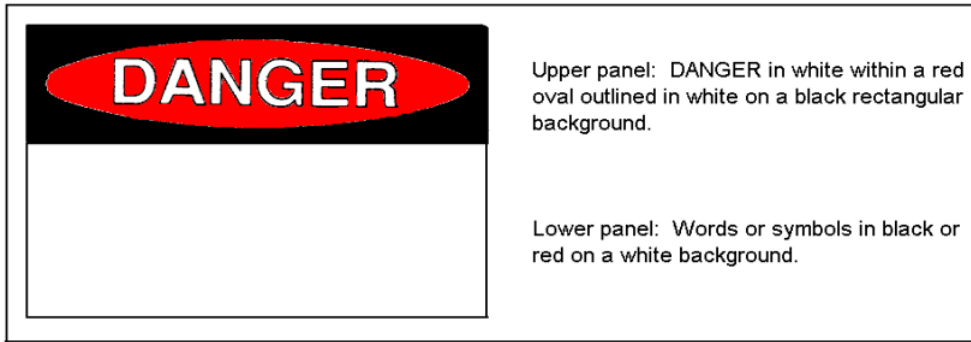 DANGER
Upper panel:  DANGER in white within a red
oval outlined in white on a black rectangular
background.
Lower panel:  Words or symbols in black or
red on a white background.